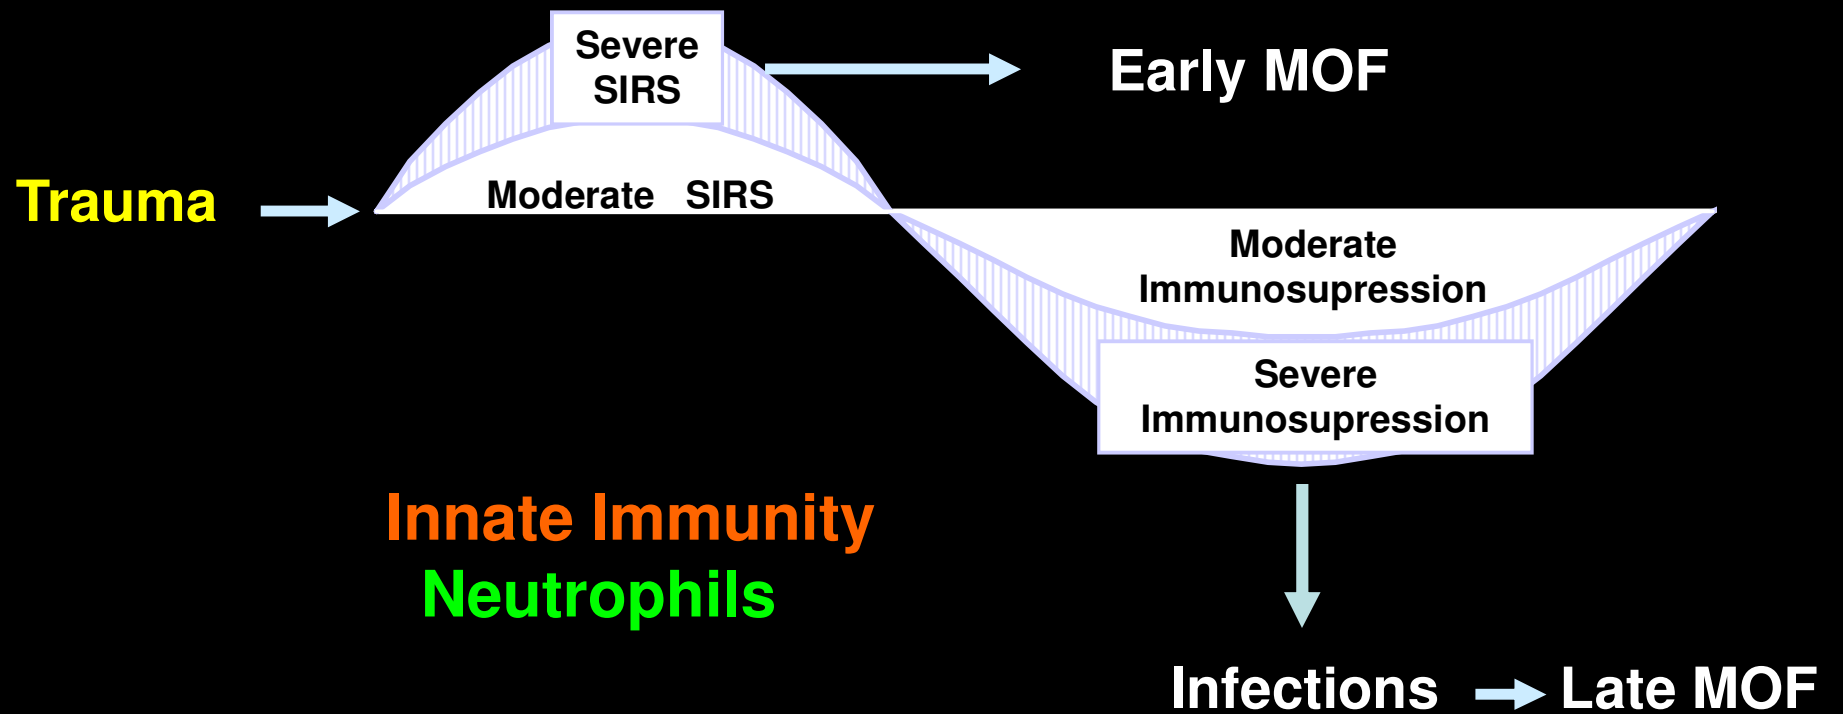 Severe
SIRS
Early MOF
Trauma
Moderate SIRS
Moderate
Immunosupression
Severe
Immunosupression
Innate Immunity
Neutrophils
Infections
Late MOF